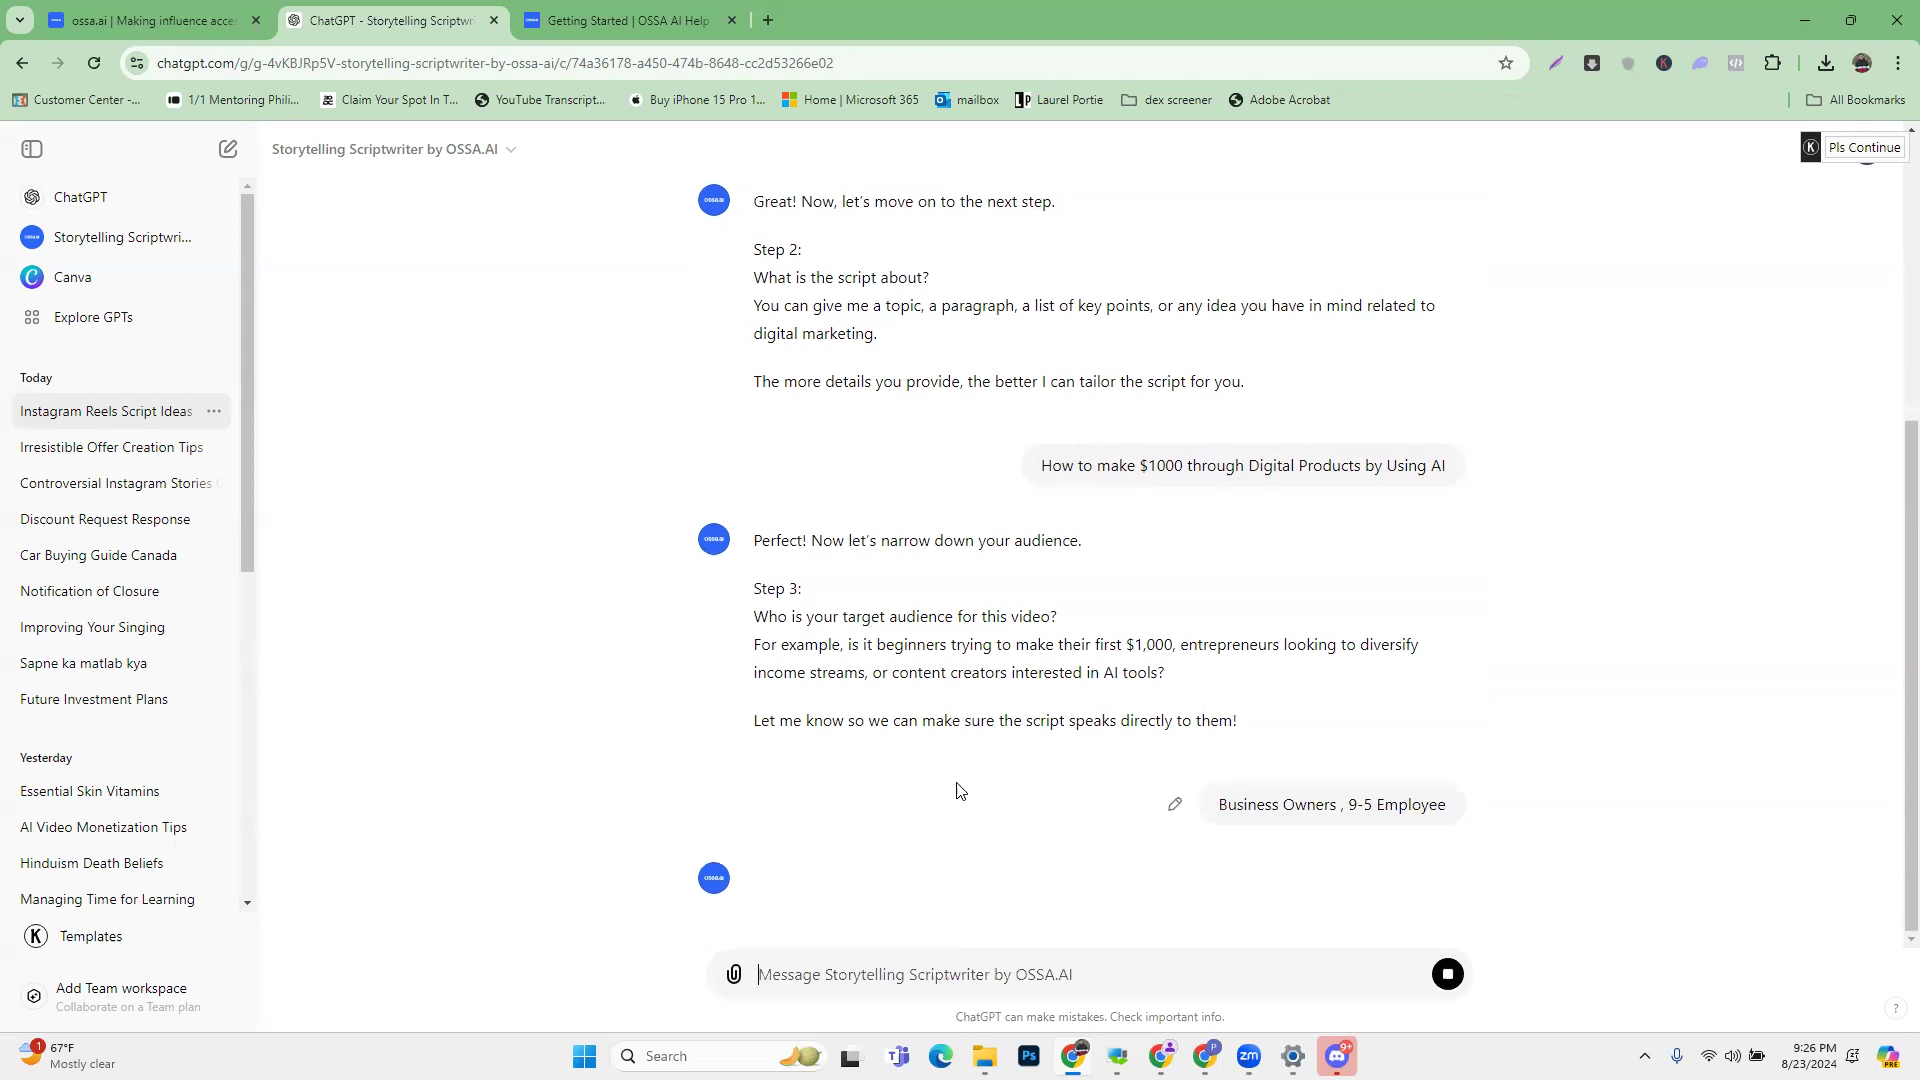 ossa.ai | Making influence acce
ChatGPT - Storytelling Scriptwri
Getting Started | OSSA AI Help
chatgpt.com/g/g-4vKBJRp5V-storytelling-scriptwriter-by-ossa-ai/c/74a36178-a450-474b-8648-cc2d53266e02
Customer Center -...
1/1 Mentoring Phili...
Claim Your Spot In T...
YouTube Transcript...
Buy iPhone 15 Pro 1...
Home | Microsoft 365
mailbox
Laurel Portie
dex screener
Adobe Acrobat
All Bookmarks
Storytelling Scriptwriter by OSSA.AI
K
Pls Continue
ChatGPT
Storytelling Scriptwri...
Canva
Explore GPTs
Today
Instagram Reels Script Ideas
Irresistible Offer Creation Tips
Controversial Instagram Stories
Discount Request Response
Car Buying Guide Canada
Notification of Closure
Improving Your Singing
Sapne ka matlab kya
Future Investment Plans
Yesterday
Essential Skin Vitamins
AI Video Monetization Tips
Hinduism Death Beliefs
Managing Time for Learning
K Templates
Add Team workspace
Collaborate on a Team plan
Great! Now, let's move on to the next step.
Step 2:
What is the script about?
You can give me a topic, a paragraph, a list of key points, or any idea you have in mind related to
digital marketing.
The more details you provide, the better I can tailor the script for you.
How to make $1000 through Digital Products by Using AI
Perfect! Now let's narrow down your audience.
Step 3:
Who is your target audience for this video?
For example, is it beginners trying to make their first $1,000, entrepreneurs looking to diversify
income streams, or content creators interested in AI tools?
Let me know so we can make sure the script speaks directly to them!
Business Owners , 9-5 Employee
Message Storytelling Scriptwriter by OSSA.AI
ChatGPT can make mistakes. Check important info.
?
1
67°F
Mostly clear
Search
Ps
zm
9+
9:26 PM
8/23/2024
PRE